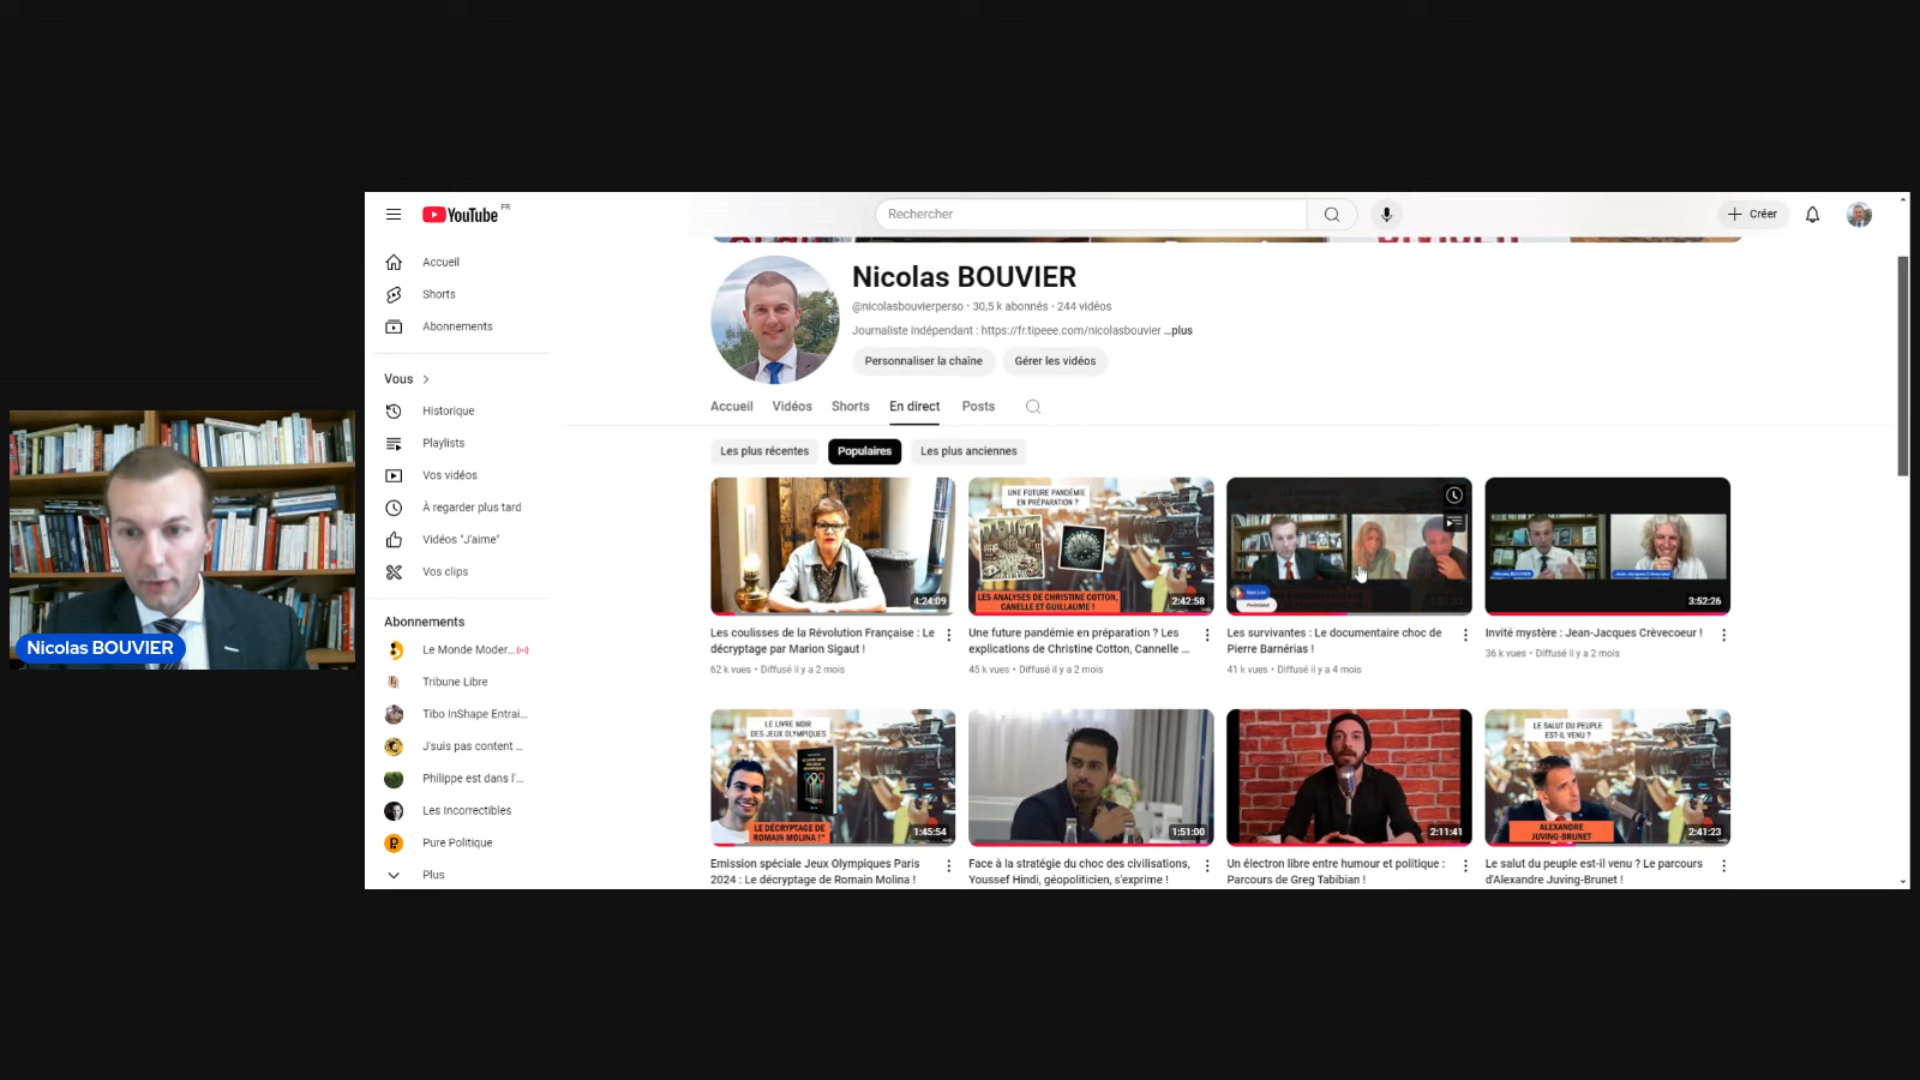 YouTube FR
Rechercher
Créer
Accueil
Shorts
Abonnements
Vous
Historique
Playlists
Vos vidéos
À regarder plus tard
Vidéos "J'aime"
Vos clips
Abonnements
Le Monde Moder...
Tribune Libre
Tibo InShape Entrai...
J'suis pas content ...
Philippe est dans l'...
Les Incorrectibles
Pure Politique
Plus
Nicolas BOUVIER
Nicolas BOUVIER
@nicolasbouvierperso • 30,5 k abonnés • 244 vidéos
Journaliste indépendant : https://fr.tipeee.com/nicolasbouvier ...plus
Personnaliser la chaîne
Gérer les vidéos
Accueil
Vidéos
Shorts
En direct
Posts
Les plus récentes
Populaires
Les plus anciennes
4:24:09
Les coulisses de la Révolution Française : Le
décryptage par Marion Sigaut !
62 k vues • Diffusé il y a 2 mois
UNE FUTURE PANDÉMIE
EN PRÉPARATION ?
LES ANALYSES DE CHRISTINE COTTON,
CANELLE ET GUILLAUME !
2:42:58
Une future pandémie en préparation ? Les
explications de Christine Cotton, Cannelle ...
45 k vues • Diffusé il y a 2 mois
Les survivantes : Le documentaire choc de
Pierre Barnérias !
41 k vues • Diffusé il y a 4 mois
3:52:26
Invité mystère : Jean-Jacques Crèvecoeur !
36 k vues • Diffusé il y a 2 mois
LE LIVRE NOIR
DES JEUX OLYMPIQUES
LE DÉCRYPTAGE DE
ROMAIN MOLINA !
1:45:54
Emission spéciale Jeux Olympiques Paris
2024 : Le décryptage de Romain Molina !
1:51:00
Face à la stratégie du choc des civilisations,
Youssef Hindi, géopoliticien, s'exprime !
2:11:41
Un électron libre entre humour et politique :
Parcours de Greg Tabibian !
LE SALUT DU PEUPLE
EST-IL VENU ?
ALEXANDRE
JUVING-BRUNET
2:41:23
Le salut du peuple est-il venu ? Le parcours
d'Alexandre Juving-Brunet !